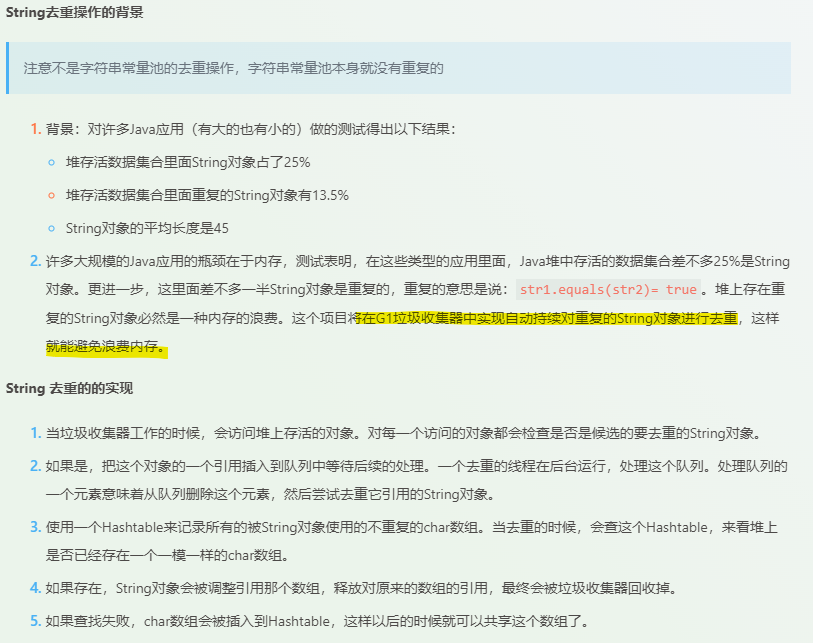 String去重操作的背景
注意不是字符串常量池的去重操作，字符串常量池本身就没有重复的
1. 背景：对许多Java应用（有大的也有小的）做的测试得出以下结果：
堆存活数据集合里面String对象占了25%
堆存活数据集合里面重复的String对象有13.5%
String对象的平均长度是45
2. 许多大规模的Java应用的瓶颈在于内存，测试表明，在这些类型的应用里面，Java堆中存活的数据集合差不多25%是String
对象。更进一步，这里面差不多一半String对象是重复的，重复的意思是说：str1.equals(str2)= true。堆上存在重
复的String对象必然是一种内存的浪费。这个项目将在G1垃圾收集器中实现自动持续对重复的String对象进行去重，这样
就能避免浪费内存。
String 去重的的实现
1. 当垃圾收集器工作的时候，会访问堆上存活的对象。对每一个访问的对象都会检查是否是候选的要去重的String对象。
2. 如果是，把这个对象的一个引用插入到队列中等待后续的处理。一个去重的线程在后台运行，处理这个队列。处理队列的
一个元素意味着从队列删除这个元素，然后尝试去重它引用的String对象。
3. 使用一个Hashtable来记录所有的被String对象使用的不重复的char数组。当去重的时候，会查这个Hashtable，来看堆上
是否已经存在一个一模一样的char数组。
4. 如果存在，String对象会被调整引用那个数组，释放对原来的数组的引用，最终会被垃圾收集器回收掉。
5. 如果查找失败，char数组会被插入到Hashtable，这样以后的时候就可以共享这个数组了。